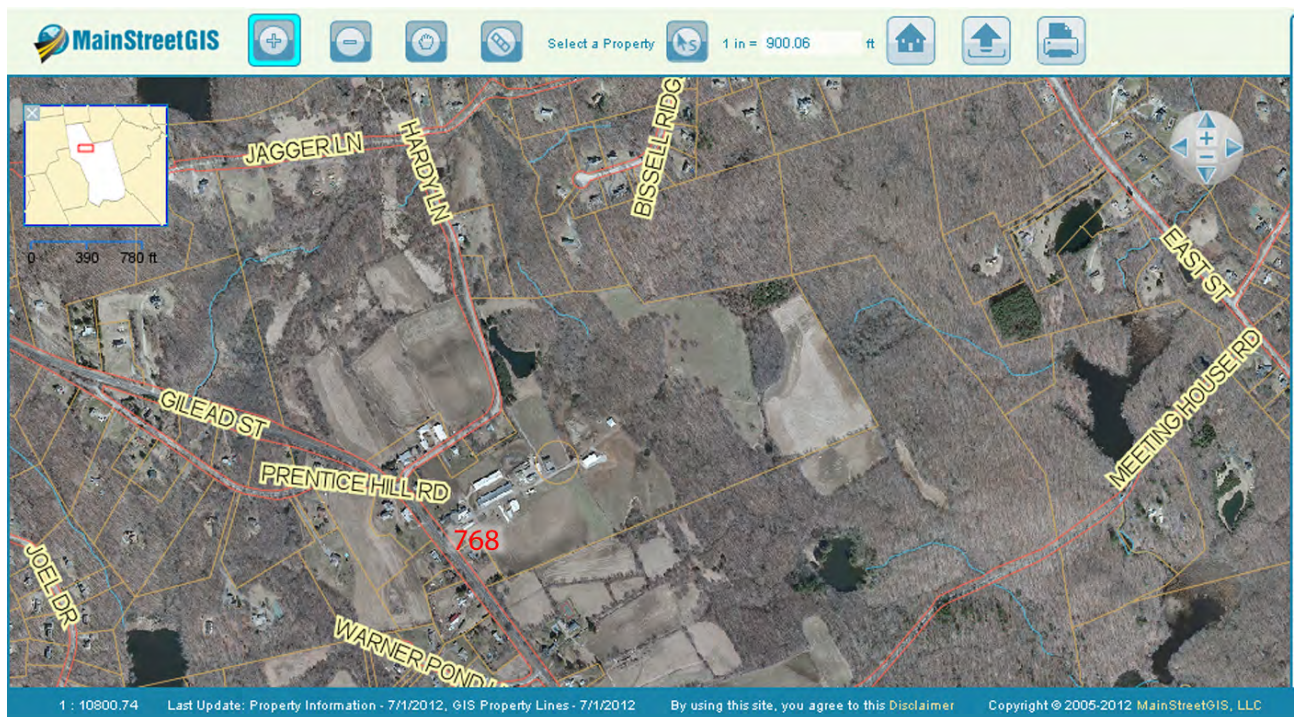 MainStreetGIS
Select a Property
S
1 in = 900.06 ft
JAGGER LN
HARDY LN
BISSELL RIDG
0 390 780 ft
EAST ST
MEETING HOUSE RD
GILEAD ST
PRENTICE HILL RD
768
JOEL DR
WARNER POND LN
1 : 10800.74
Last Update: Property Information - 7/1/2012, GIS Property Lines - 7/1/2012
By using this site, you agree to this Disclaimer
Copyright © 2005-2012 MainStreetGIS, LLC